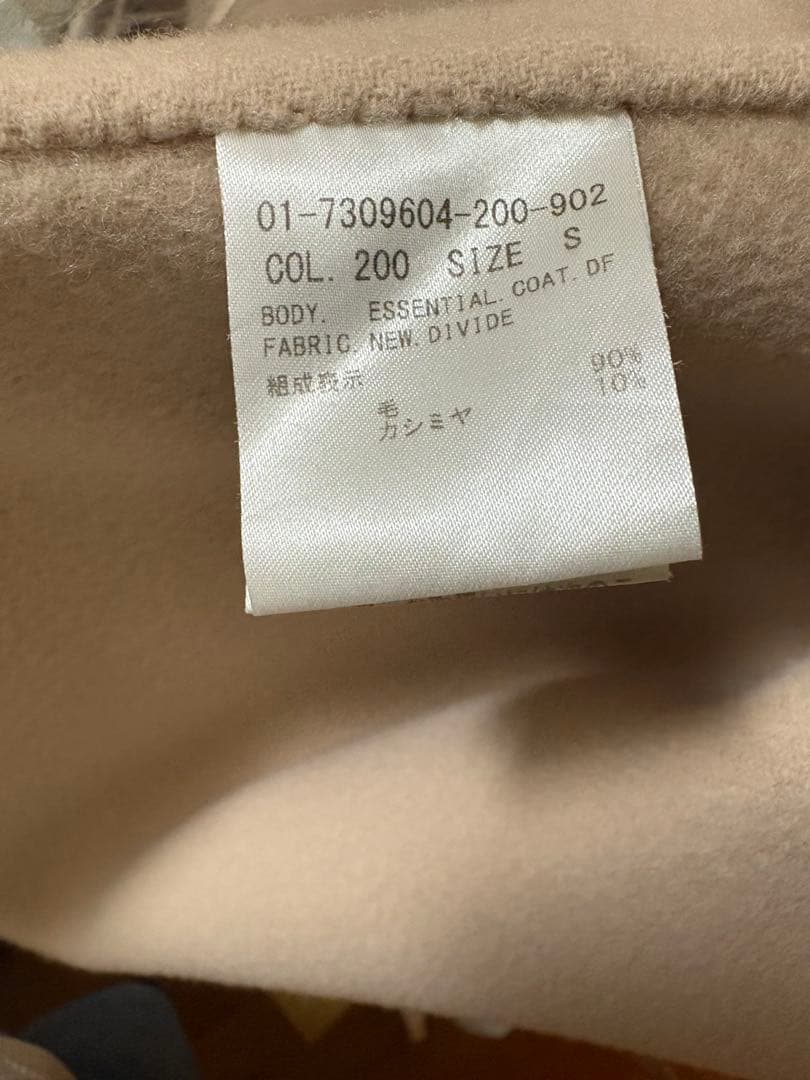 01-7309604-200-902
COL. 200 SIZE S
BODY. ESSENTIAL. COAT. DF
FABRIC. NEW. DIVIDE
組成表示
毛 90%
カシミヤ 10%